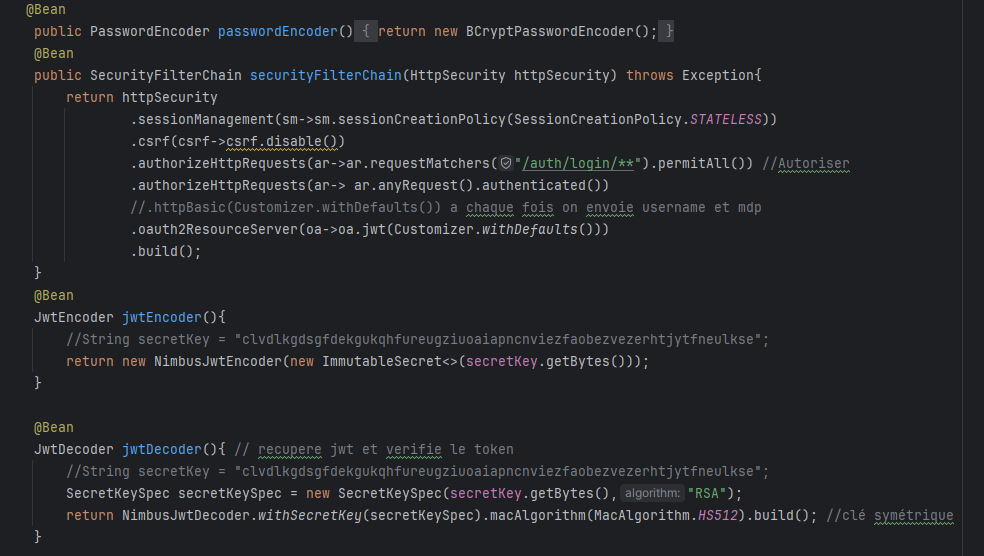 @Bean
public PasswordEncoder passwordEncoder() { return new BCryptPasswordEncoder(); }
@Bean
public SecurityFilterChain securityFilterChain(HttpSecurity httpSecurity) throws Exception{
return httpSecurity
.sessionManagement(sm->sm.sessionCreationPolicy(SessionCreationPolicy.STATELESS))
.csrf(csrf->csrf.disable())
.authorizeHttpRequests(ar->ar.requestMatchers("/auth/login/**").permitAll()) //Autoriser
.authorizeHttpRequests(ar-> ar.anyRequest().authenticated())
//.httpBasic(Customizer.withDefaults()) a chaque fois on envoie username et mdp
.oauth2ResourceServer(oa->oa.jwt(Customizer.withDefaults()))
.build();
}
@Bean
JwtEncoder jwtEncoder(){
//String secretKey = "clvdlkgdsgfdekgukqhfureugziuoaiapncnviezfaobezvezerhtjytfneulkse";
return new NimbusJwtEncoder(new ImmutableSecret<>(secretKey.getBytes()));
}
@Bean
JwtDecoder jwtDecoder(){ // recupere jwt et verifie le token
//String secretKey = "clvdlkgdsgfdekgukqhfureugziuoaiapncnviezfaobezvezerhtjytfneulkse";
SecretKeySpec secretKeySpec = new SecretKeySpec(secretKey.getBytes(), algorithm: "RSA");
return NimbusJwtDecoder.withSecretKey(secretKeySpec).macAlgorithm(MacAlgorithm.HS512).build(); //clé symétrique
}